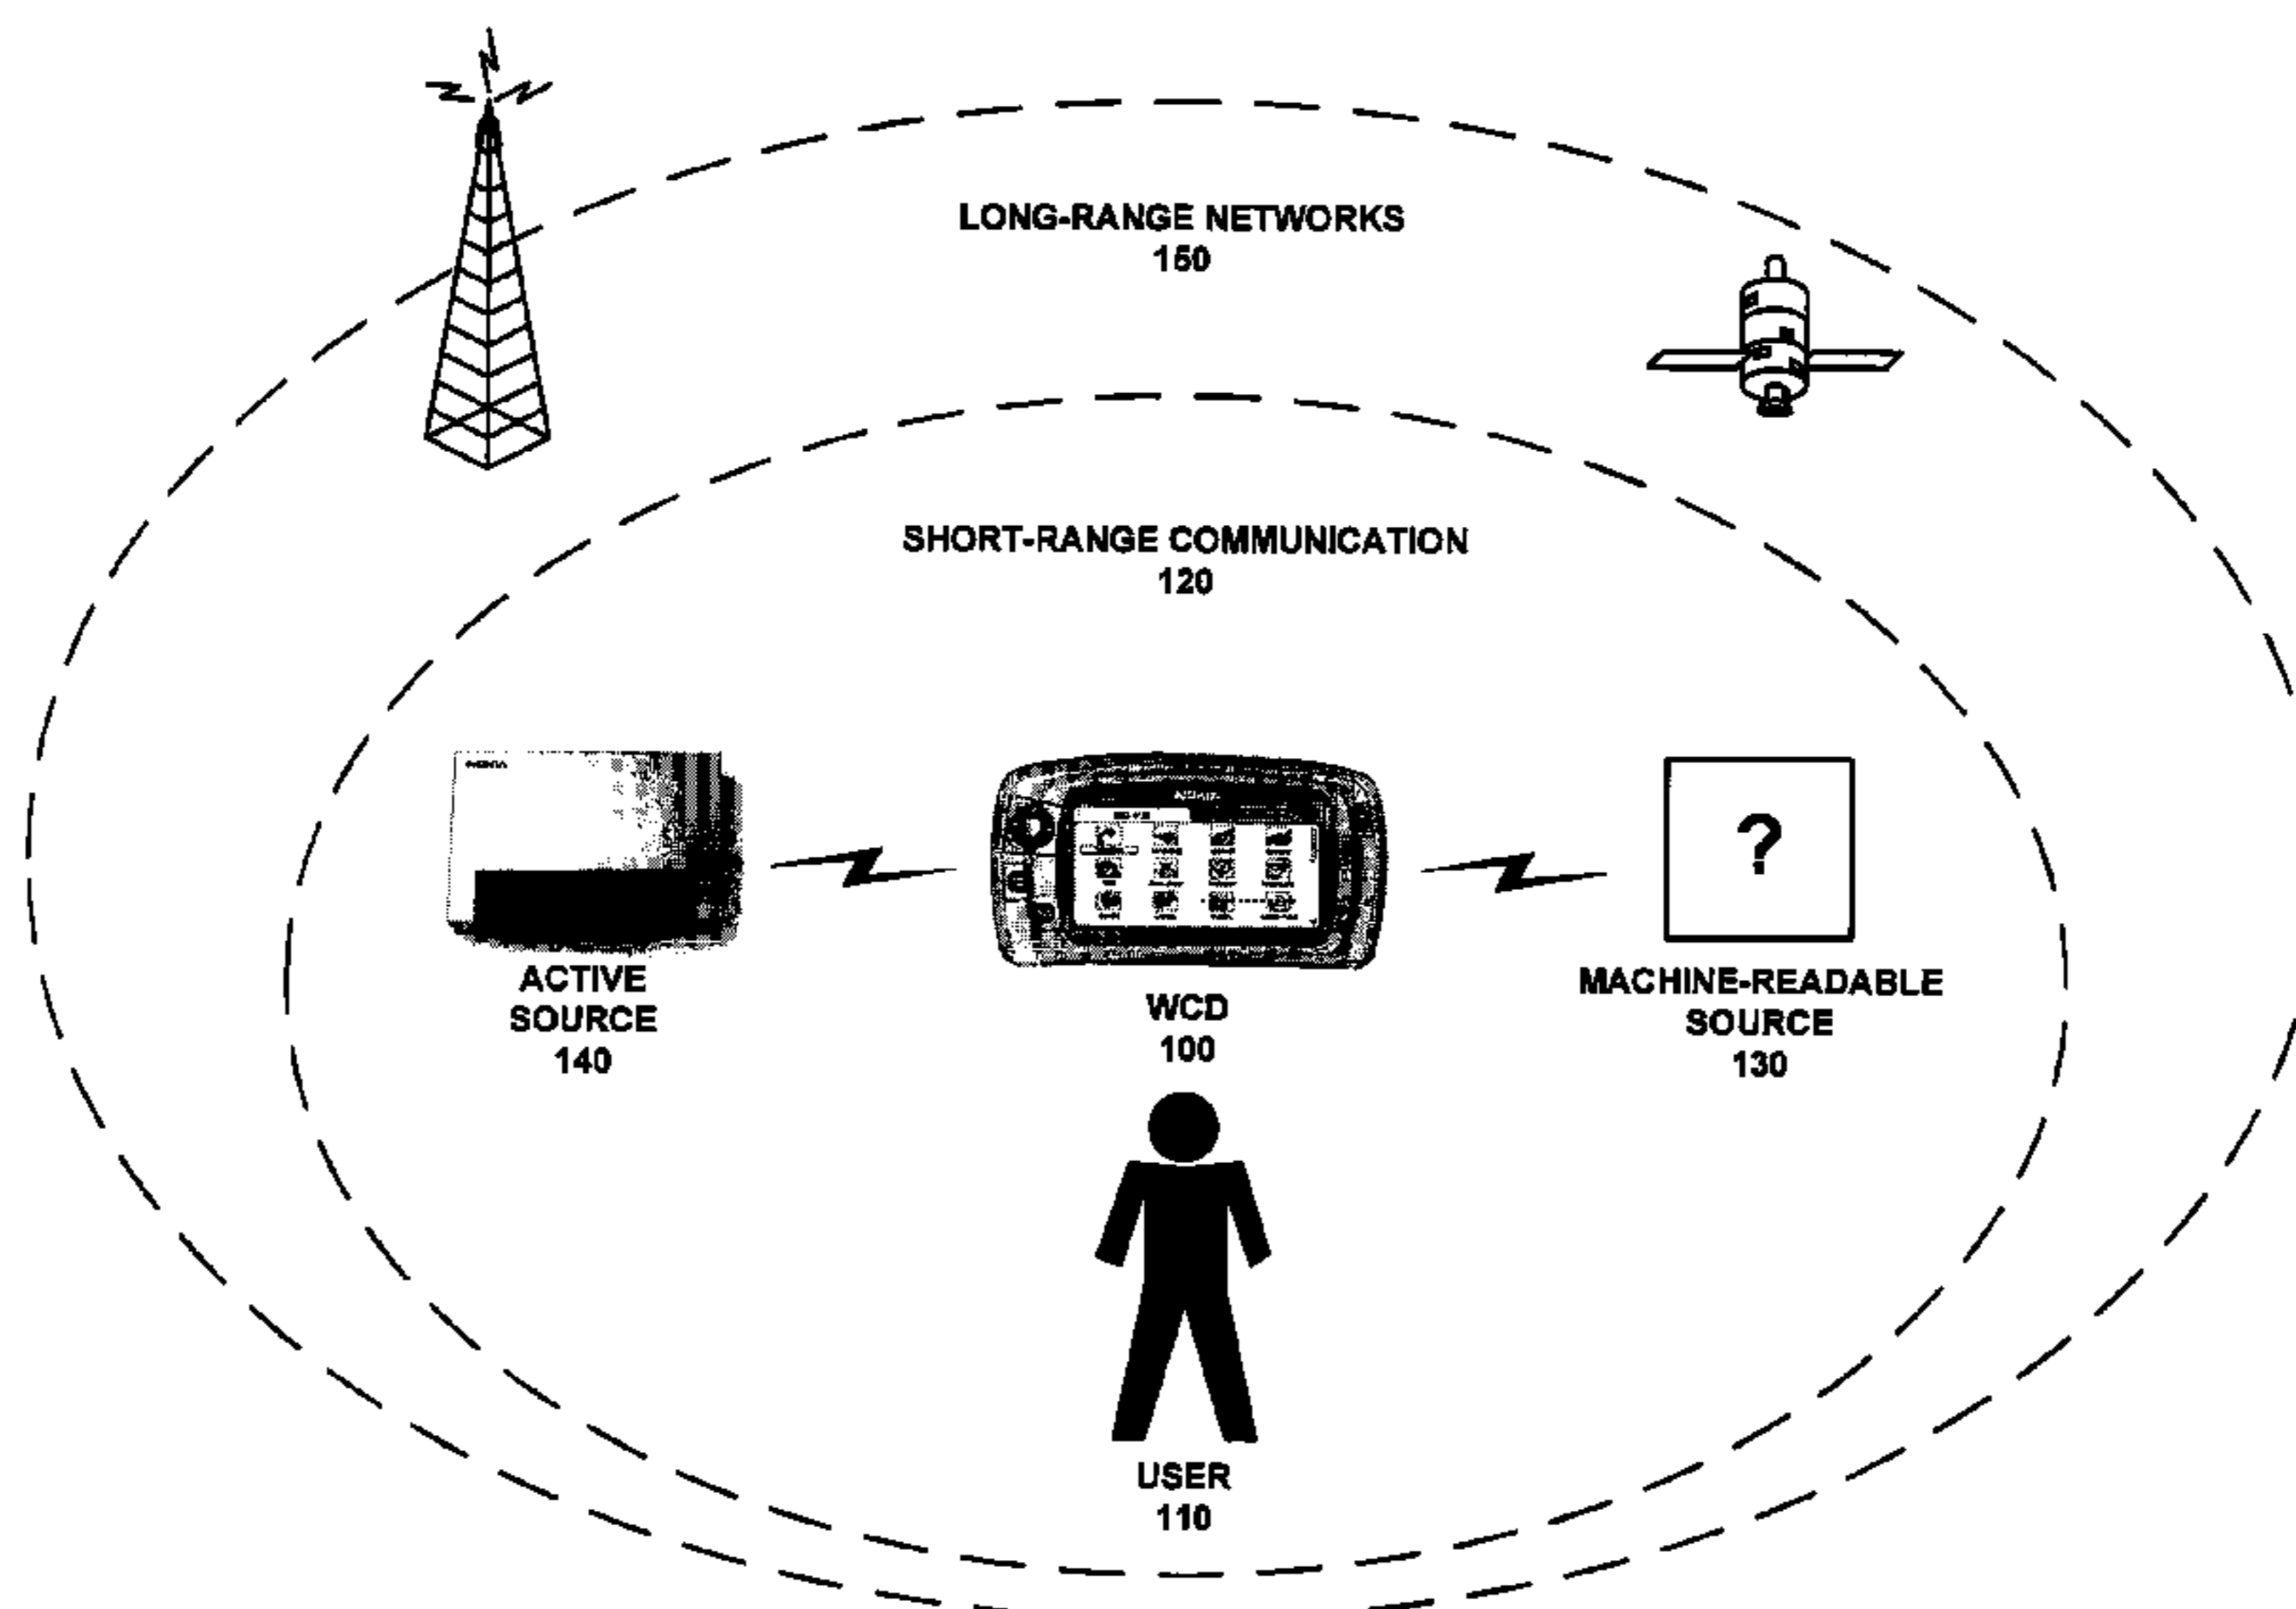 LONG-RANGE NETWORKS
150
SHORT-RANGE COMMUNICATION
120
?
ACTIVE
SOURCE
140
WCD
100
MACHINE-READABLE
SOURCE
130
USER
110